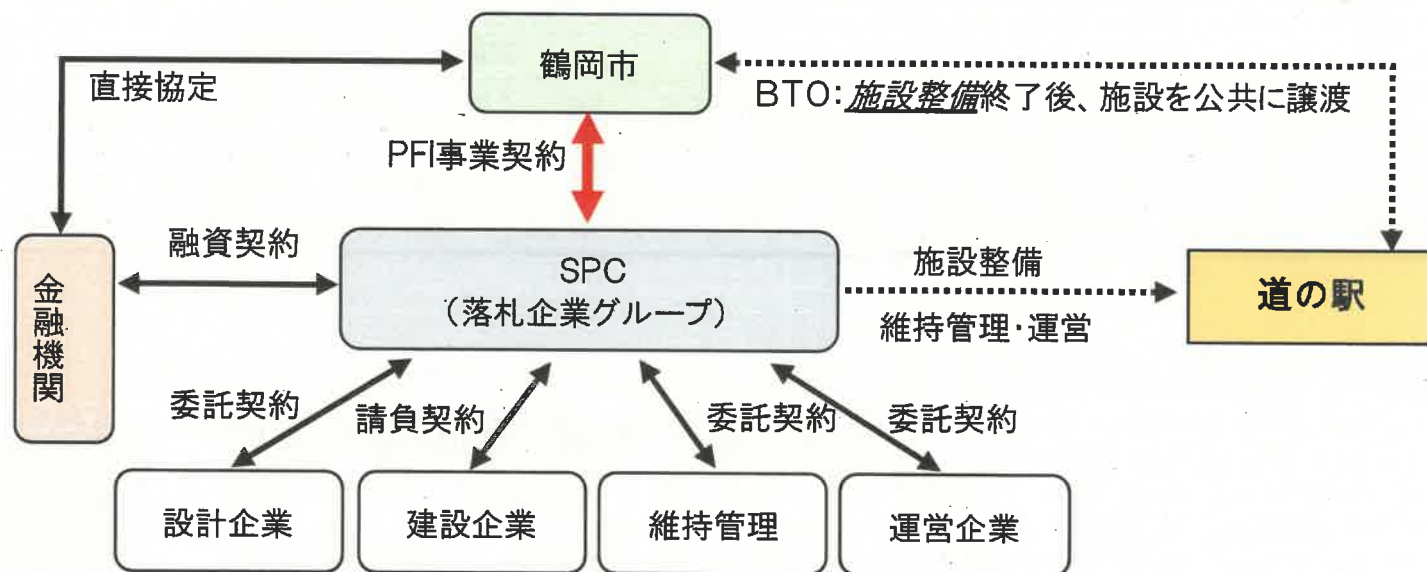 鶴岡市
直接協定
BTO:施設整備終了後、施設を公共に譲渡
PFI事業契約
融資契約
SPC
(落札企業グループ)
施設整備
維持管理・運営
道の駅
金融機関
委託契約
請負契約
委託契約
委託契約
設計企業
建設企業
維持管理
運営企業